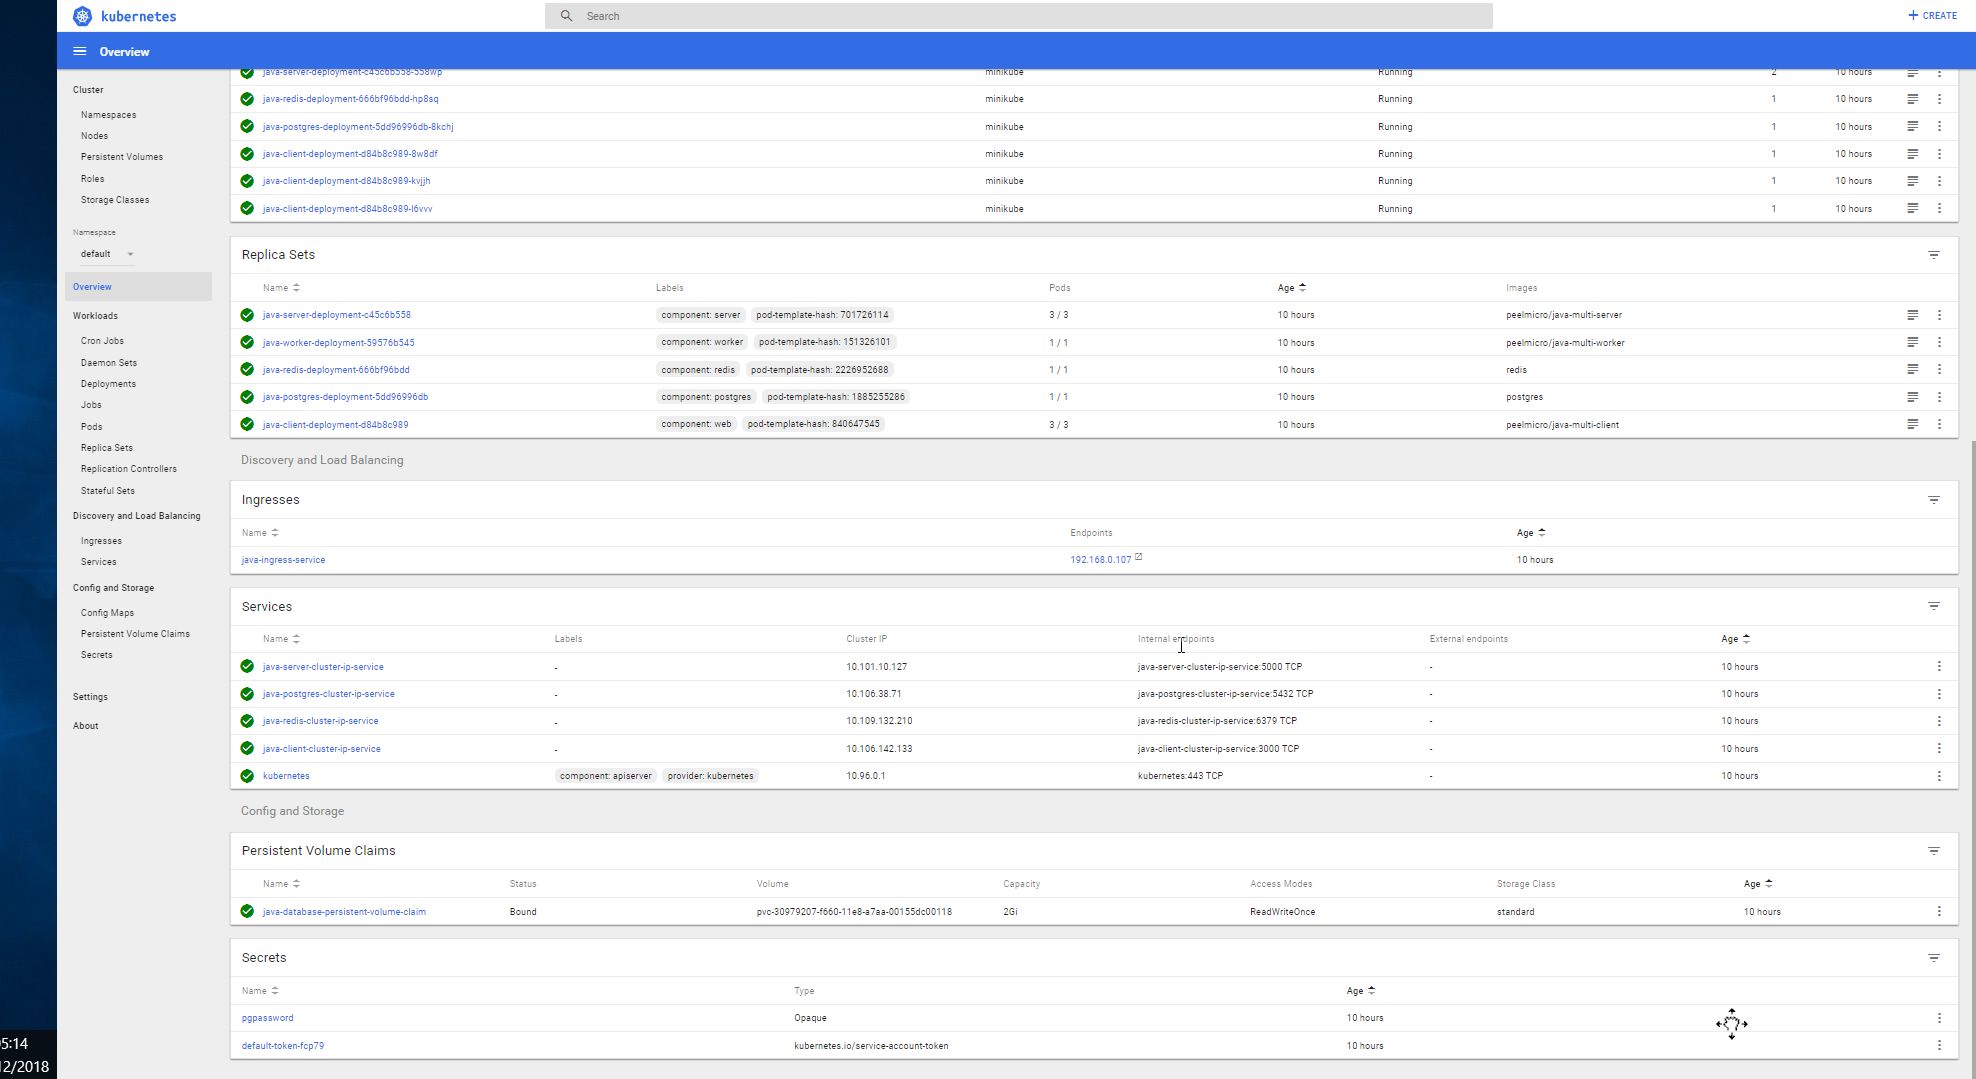 kubernetes
Search
+ CREATE
Overview
Cluster
Namespaces
Nodes
Persistent Volumes
Roles
Storage Classes
Namespace
default
Overview
Workloads
Cron Jobs
Daemon Sets
Deployments
Jobs
Pods
Replica Sets
Replication Controllers
Stateful Sets
Discovery and Load Balancing
Ingresses
Services
Config and Storage
Config Maps
Persistent Volume Claims
Secrets
Settings
About
java-server-deployment-c45c6b558-558wp minikube Running 2 10 hours
java-redis-deployment-666bf96bdd-hp8sq minikube Running 1 10 hours
java-postgres-deployment-5dd96996db-8kchj minikube Running 1 10 hours
java-client-deployment-d84b8c989-8w8df minikube Running 1 10 hours
java-client-deployment-d84b8c989-kvjjh minikube Running 1 10 hours
java-client-deployment-d84b8c989-l6vvv minikube Running 1 10 hours
Replica Sets
Name Labels Pods Age Images
java-server-deployment-c45c6b558 component: server pod-template-hash: 701726114 3 / 3 10 hours peelmicro/java-multi-server
java-worker-deployment-59576b545 component: worker pod-template-hash: 151326101 1 / 1 10 hours peelmicro/java-multi-worker
java-redis-deployment-666bf96bdd component: redis pod-template-hash: 2226952688 1 / 1 10 hours redis
java-postgres-deployment-5dd96996db component: postgres pod-template-hash: 1885255286 1 / 1 10 hours postgres
java-client-deployment-d84b8c989 component: web pod-template-hash: 840647545 3 / 3 10 hours peelmicro/java-multi-client
Discovery and Load Balancing
Ingresses
Name Endpoints Age
java-ingress-service 192.168.0.107 10 hours
Services
Name Labels Cluster IP Internal endpoints External endpoints Age
java-server-cluster-ip-service - 10.101.10.127 java-server-cluster-ip-service:5000 TCP - 10 hours
java-postgres-cluster-ip-service - 10.106.38.71 java-postgres-cluster-ip-service:5432 TCP - 10 hours
java-redis-cluster-ip-service - 10.109.132.210 java-redis-cluster-ip-service:6379 TCP - 10 hours
java-client-cluster-ip-service - 10.106.142.133 java-client-cluster-ip-service:3000 TCP - 10 hours
kubernetes component: apiserver provider: kubernetes 10.96.0.1 kubernetes:443 TCP - 10 hours
Config and Storage
Persistent Volume Claims
Name Status Volume Capacity Access Modes Storage Class Age
java-database-persistent-volume-claim Bound pvc-30979207-f660-11e8-a7aa-00155dc00118 2Gi ReadWriteOnce standard 10 hours
Secrets
Name Type Age
pgpassword Opaque 10 hours
default-token-fcp79 kubernetes.io/service-account-token 10 hours
5:14
12/2018